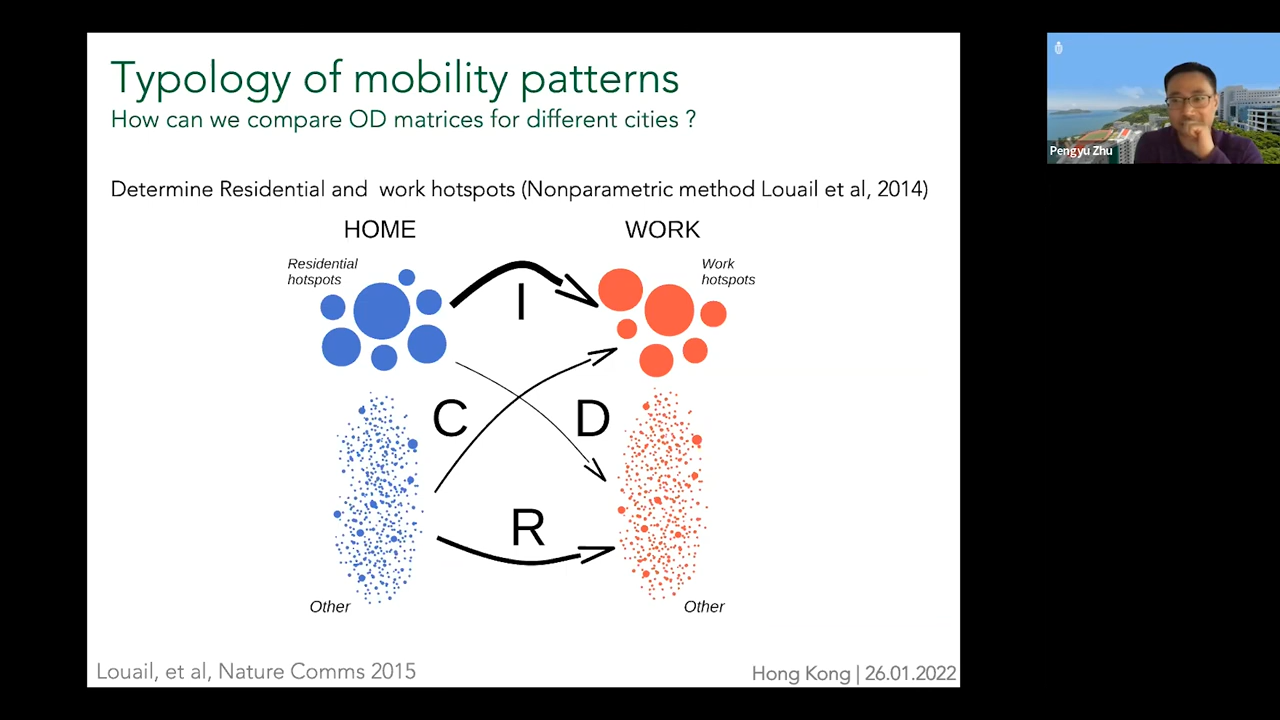 Typology of mobility patterns
How can we compare OD matrices for different cities ?
Determine Residential and work hotspots (Nonparametric method Louail et al, 2014)
HOME
WORK
Residential
hotspots
Work
hotspots
I
C
D
R
Other
Other
Louail, et al, Nature Comms 2015
Hong Kong | 26.01.2022
Pengyu Zhu